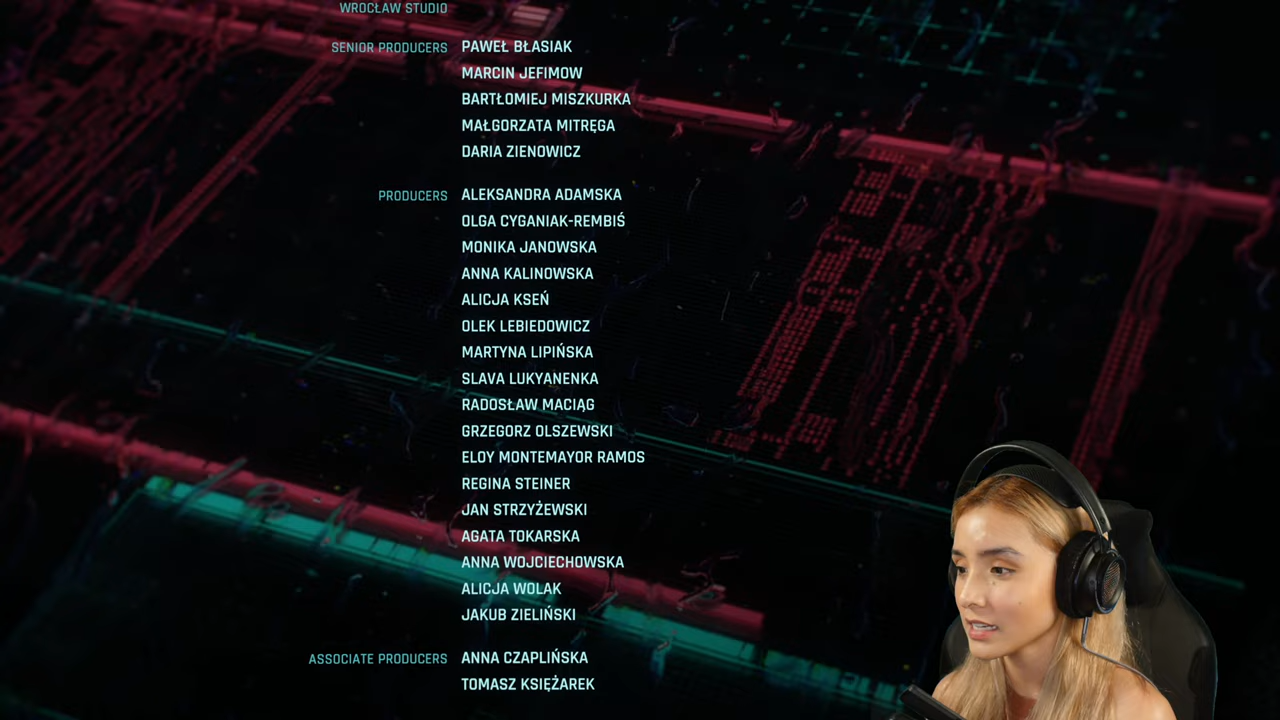 WROCŁAW STUDIO
SENIOR PRODUCERS PAWEŁ BŁASIAK
MARCIN JEFIMOW
BARTŁOMIEJ MISZKURKA
MAŁGORZATA MITRĘGA
DARIA ZIENOWICZ
PRODUCERS ALEKSANDRA ADAMSKA
OLGA CYGANIAK-REMBIŚ
MONIKA JANOWSKA
ANNA KALINOWSKA
ALICJA KSEŃ
OLEK LEBIEDOWICZ
MARTYNA LIPIŃSKA
SLAVA LUKYANENKA
RADOSŁAW MACIĄG
GRZEGORZ OLSZEWSKI
ELOY MONTEMAYOR RAMOS
REGINA STEINER
JAN STRZYŻEWSKI
AGATA TOKARSKA
ANNA WOJCIECHOWSKA
ALICJA WOLAK
JAKUB ZIELIŃSKI
ASSOCIATE PRODUCERS ANNA CZAPLIŃSKA
TOMASZ KSIĘŻAREK